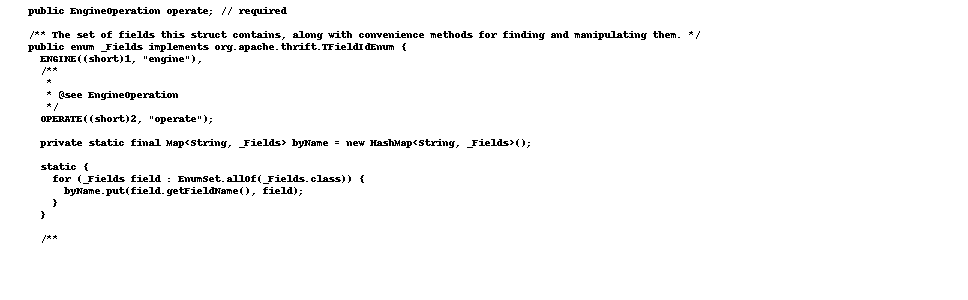 public EngineOperation operate; // required
/** The set of fields this struct contains, along with convenience methods for finding and manipulating them. */
public enum _Fields implements org.apache.thrift.TFieldIdEnum {
ENGINE((short)1, "engine"),
/**
*
* @see EngineOperation
*/
OPERATE((short)2, "operate");
private static final Map<String, _Fields> byName = new HashMap<String, _Fields>();
static {
for (_Fields field : EnumSet.allOf(_Fields.class)) {
byName.put(field.getFieldName(), field);
}
}
/**